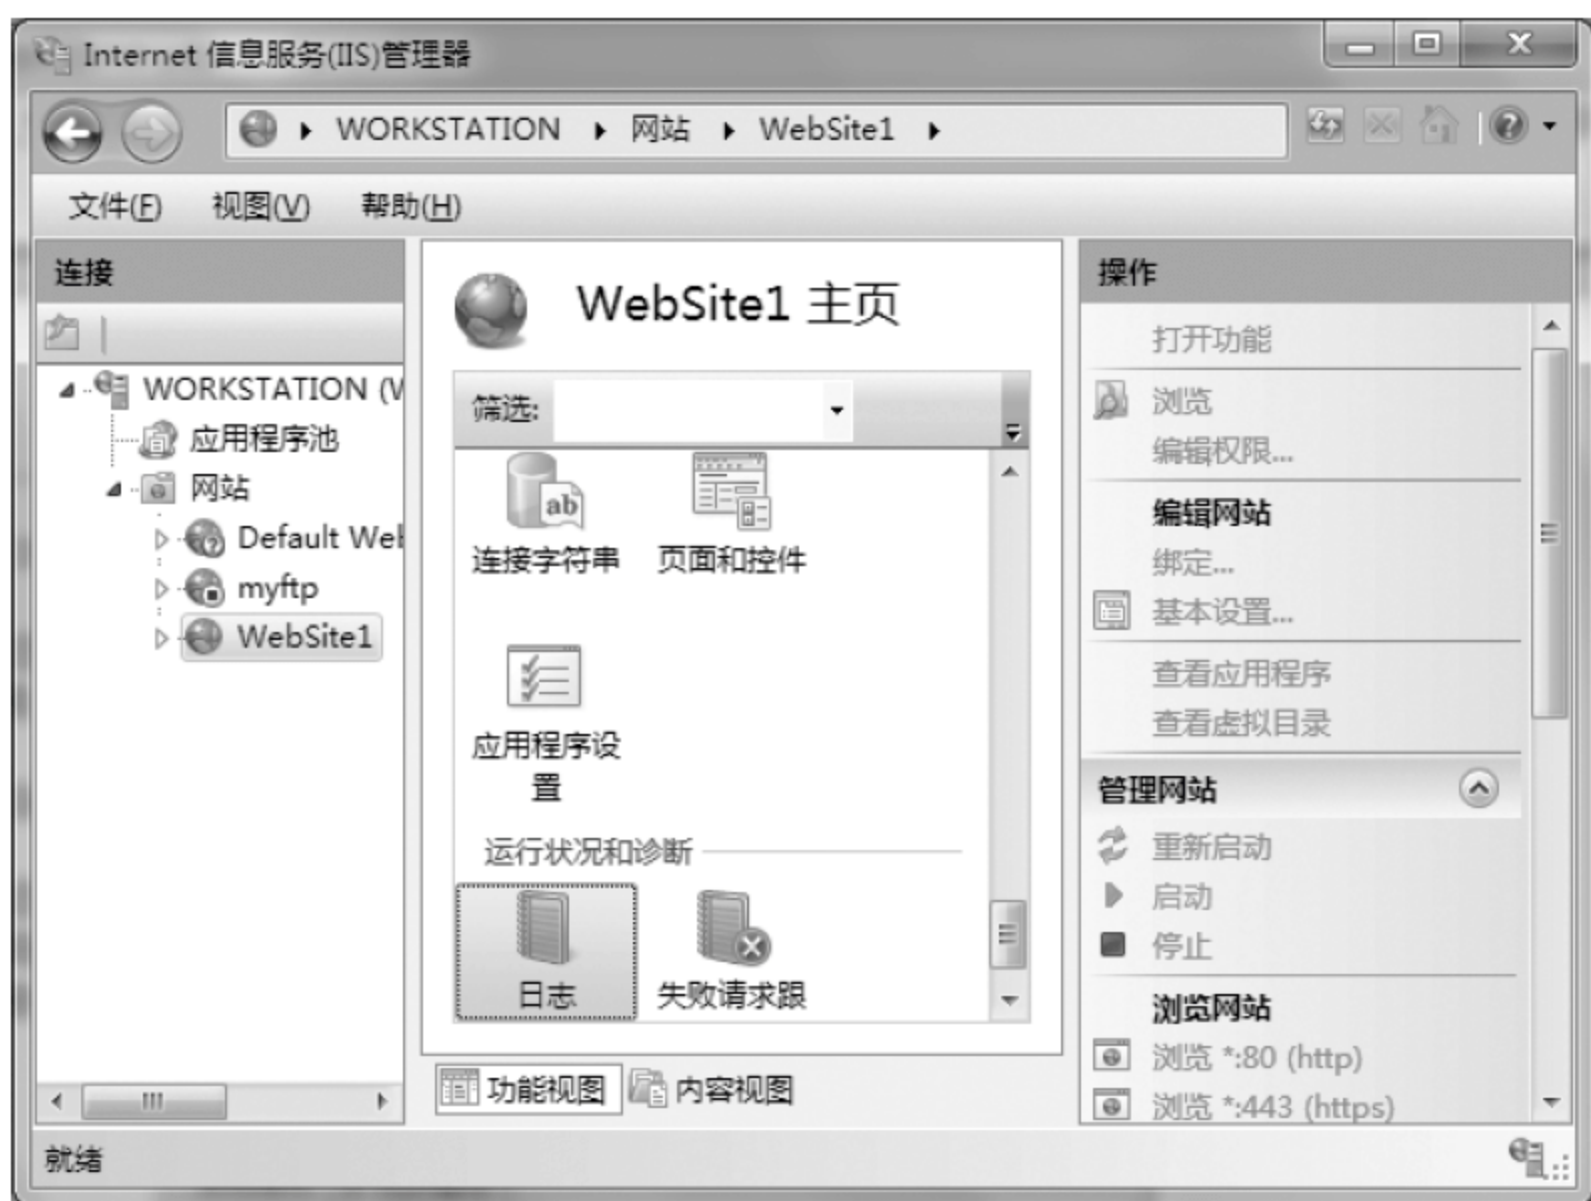 Internet 信息服务(IIS)管理器
WORKSTATION 网站 WebSite1
文件(F) 视图(V) 帮助(H)
连接
WORKSTATION (W
应用程序池
网站
Default Wel
myftp
WebSite1
WebSite1 主页
筛选:
连接字符串
页面和控件
应用程序设
置
运行状况和诊断
日志
失败请求跟
功能视图
内容视图
操作
打开功能
浏览
编辑权限...
编辑网站
绑定...
基本设置...
查看应用程序
查看虚拟目录
管理网站
重新启动
启动
停止
浏览网站
浏览 *:80 (http)
浏览 *:443 (https)
就绪